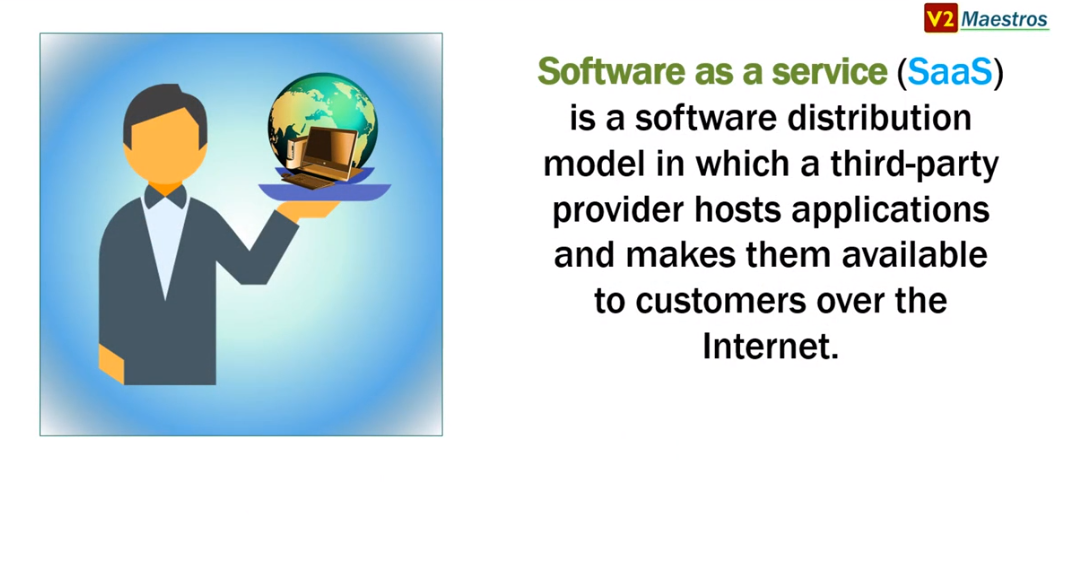 V2 Maestros
Software as a service (SaaS)
is a software distribution
model in which a third-party
provider hosts applications
and makes them available
to customers over the
Internet.